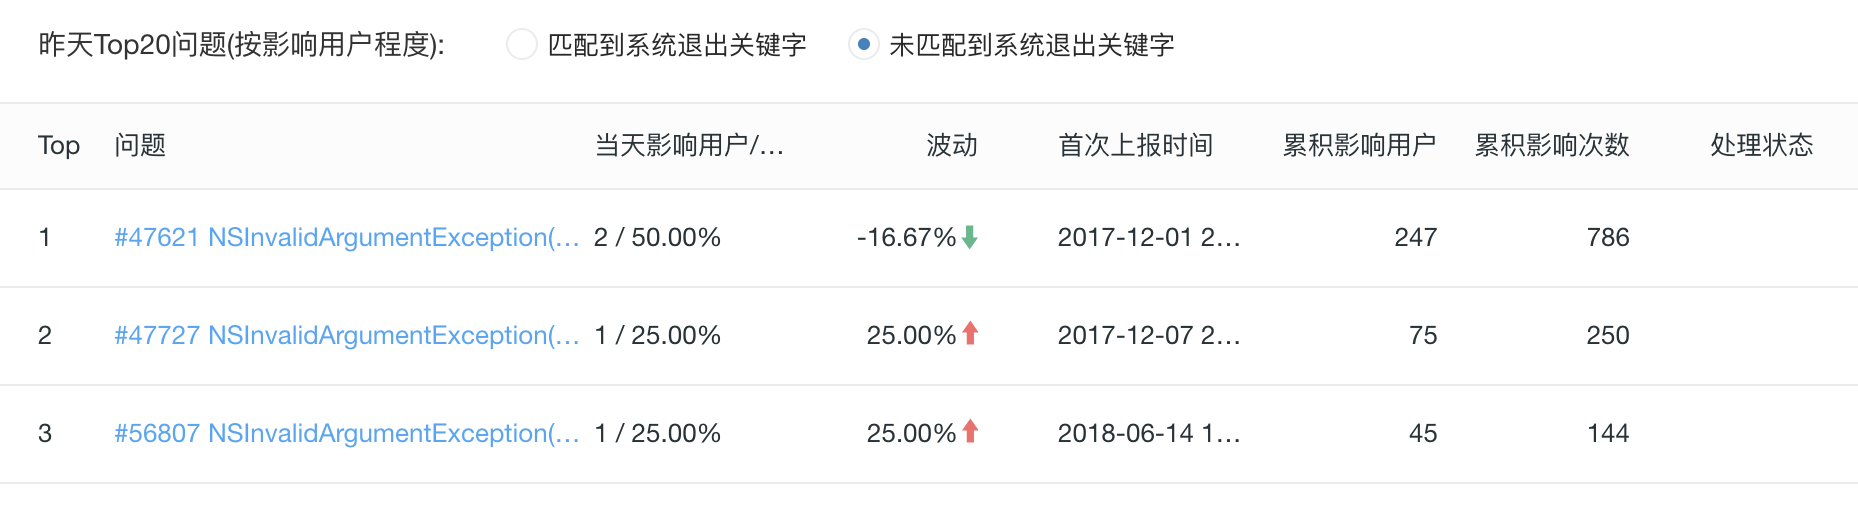 昨天Top20问题(按影响用户程度): 匹配到系统退出关键字 未匹配到系统退出关键字
Top 问题 当天影响用户/... 波动 首次上报时间 累积影响用户 累积影响次数 处理状态
1 #47621 NSInvalidArgumentException(... 2 / 50.00% -16.67% 2017-12-01 2... 247 786
2 #47727 NSInvalidArgumentException(... 1 / 25.00% 25.00% 2017-12-07 2... 75 250
3 #56807 NSInvalidArgumentException(... 1 / 25.00% 25.00% 2018-06-14 1... 45 144